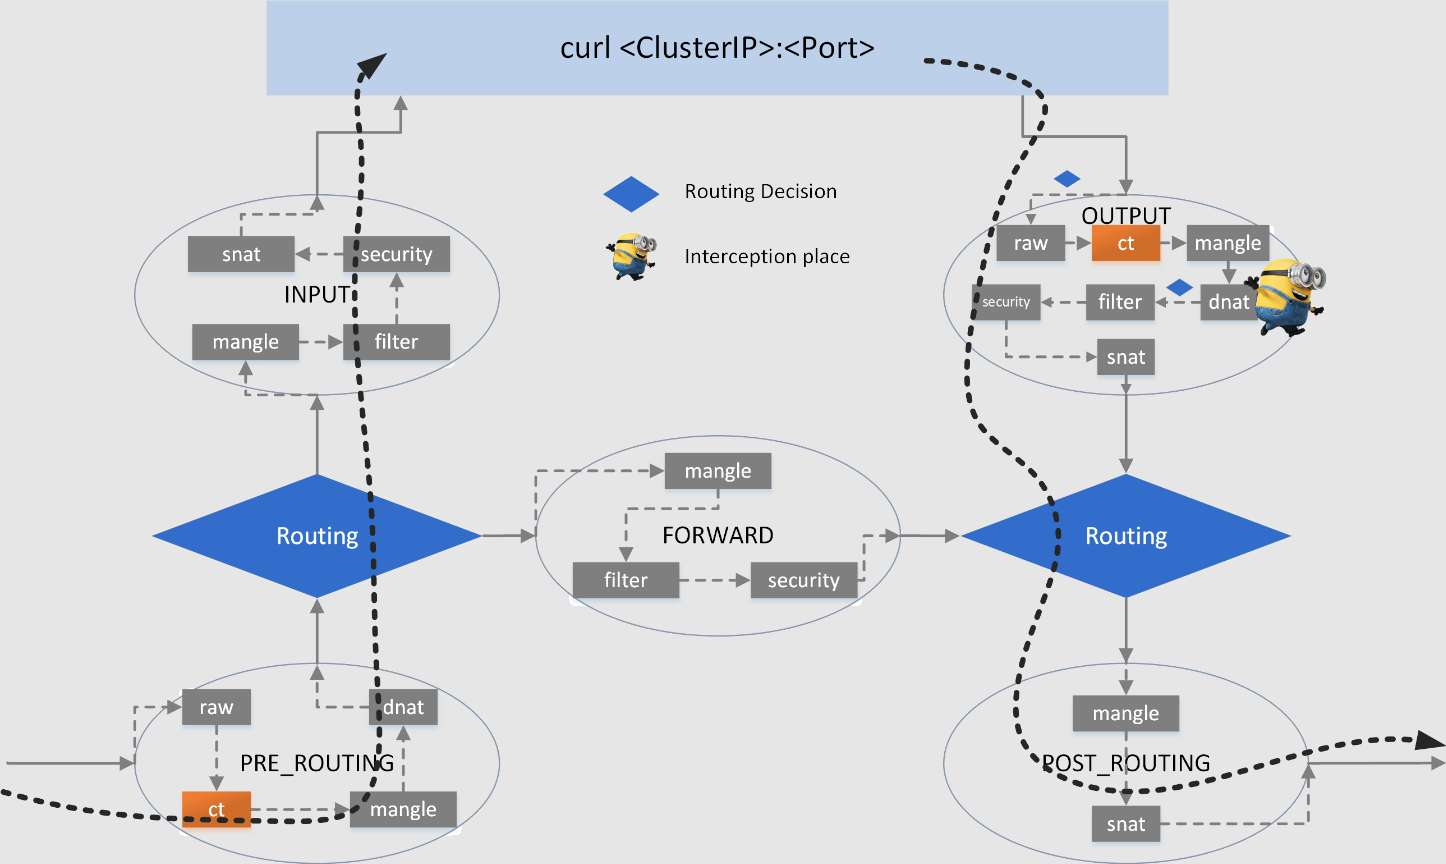 curl <ClusterIP>:<Port>
Routing Decision
Interception place
snat
security
INPUT
mangle
filter
OUTPUT
raw
ct
mangle
security
filter
dnat
snat
Routing
mangle
FORWARD
filter
security
Routing
raw
dnat
PRE_ROUTING
ct
mangle
mangle
POST_ROUTING
snat